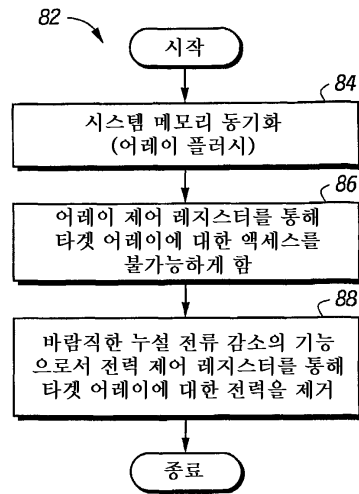 82
시작
84
시스템 메모리 동기화
(어레이 플러시)
86
어레이 제어 레지스터를 통해
타겟 어레이에 대한 액세스를
불가능하게 함
88
바람직한 누설 전류 감소의 기능
으로서 전력 제어 레지스터를 통해
타겟 어레이에 대한 전력을 제거
종료